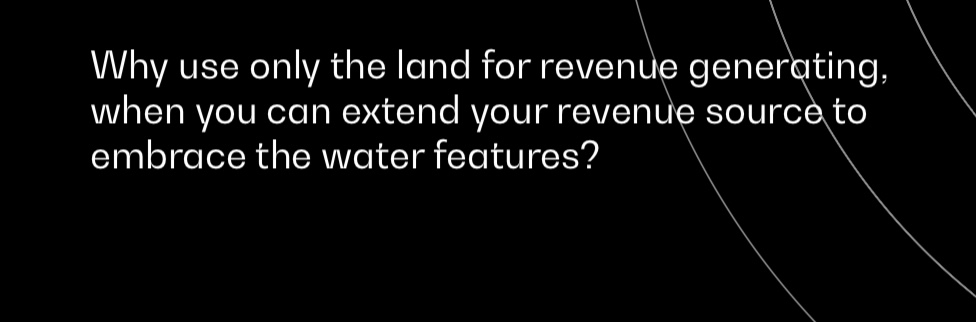 Why use only the land for revenue generating,
when you can extend your revenue source to
embrace the water features?